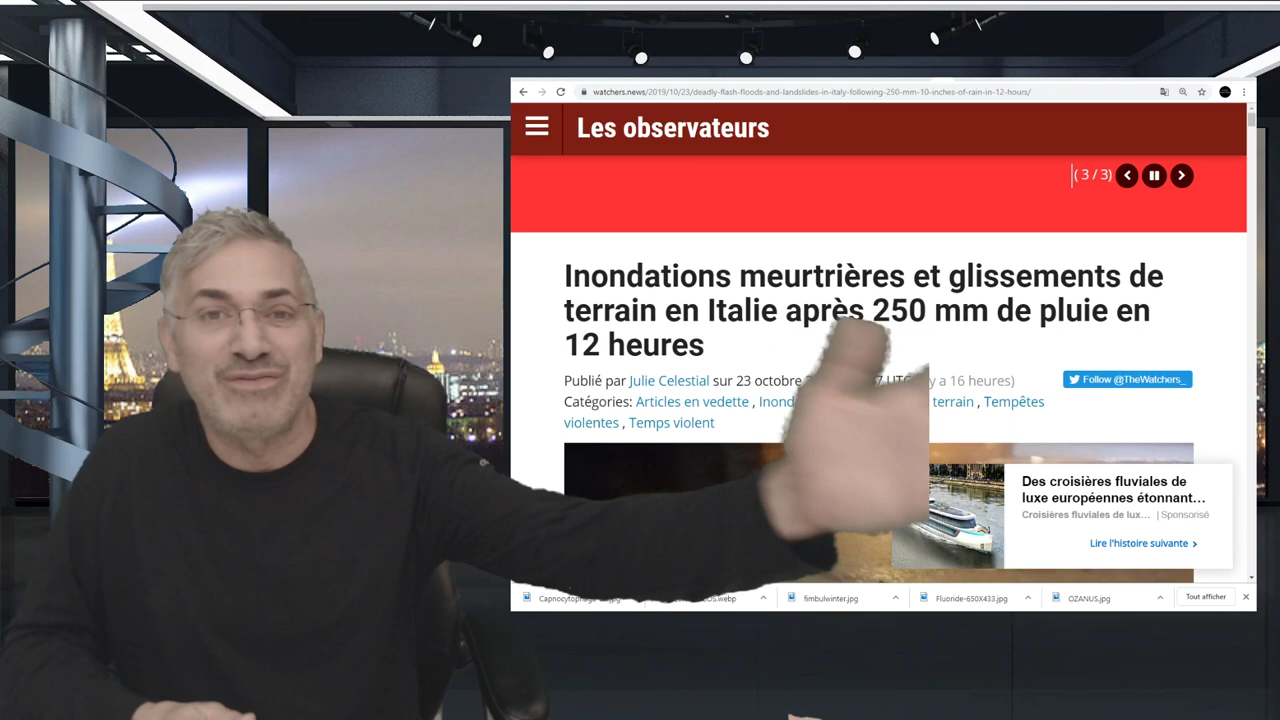 watchers.news/2019/10/23/deadly-flash-floods-and-landslides-in-italy-following-250-mm-10-inches-of-rain-in-12-hours/
Les observateurs
( 3 / 3)
Inondations meurtrières et glissements de
terrain en Italie après 250 mm de pluie en
12 heures
Publié par Julie Celestial sur 23 octobre y a 16 heures)
Follow @TheWatchers_
Catégories: Articles en vedette , terrain , Tempêtes
violentes , Temps violent
Des croisières fluviales de
luxe européennes étonnant...
Croisières fluviales de lux... | Sponsorisé
Lire l'histoire suivante
fimbulwinter.jpg
Fluoride-650X433.jpg
OZANUS.jpg
Tout afficher